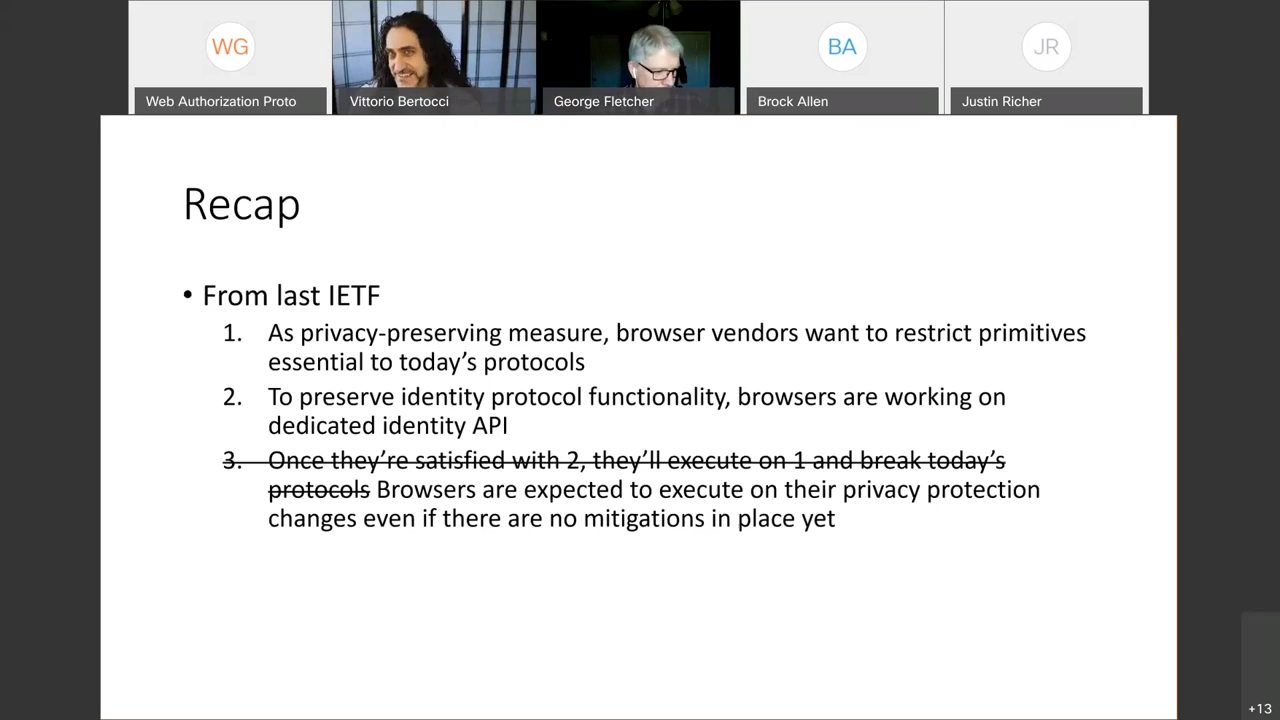 WG
BA
JR
Web Authorization Proto
Vittorio Bertocci
George Fletcher
Brock Allen
Justin Richer
Recap
• From last IETF
1. As privacy-preserving measure, browser vendors want to restrict primitives
essential to today's protocols
2. To preserve identity protocol functionality, browsers are working on
dedicated identity API
3. Once they're satisfied with 2, they'll execute on 1 and break today's
protocols Browsers are expected to execute on their privacy protection
changes even if there are no mitigations in place yet
+13